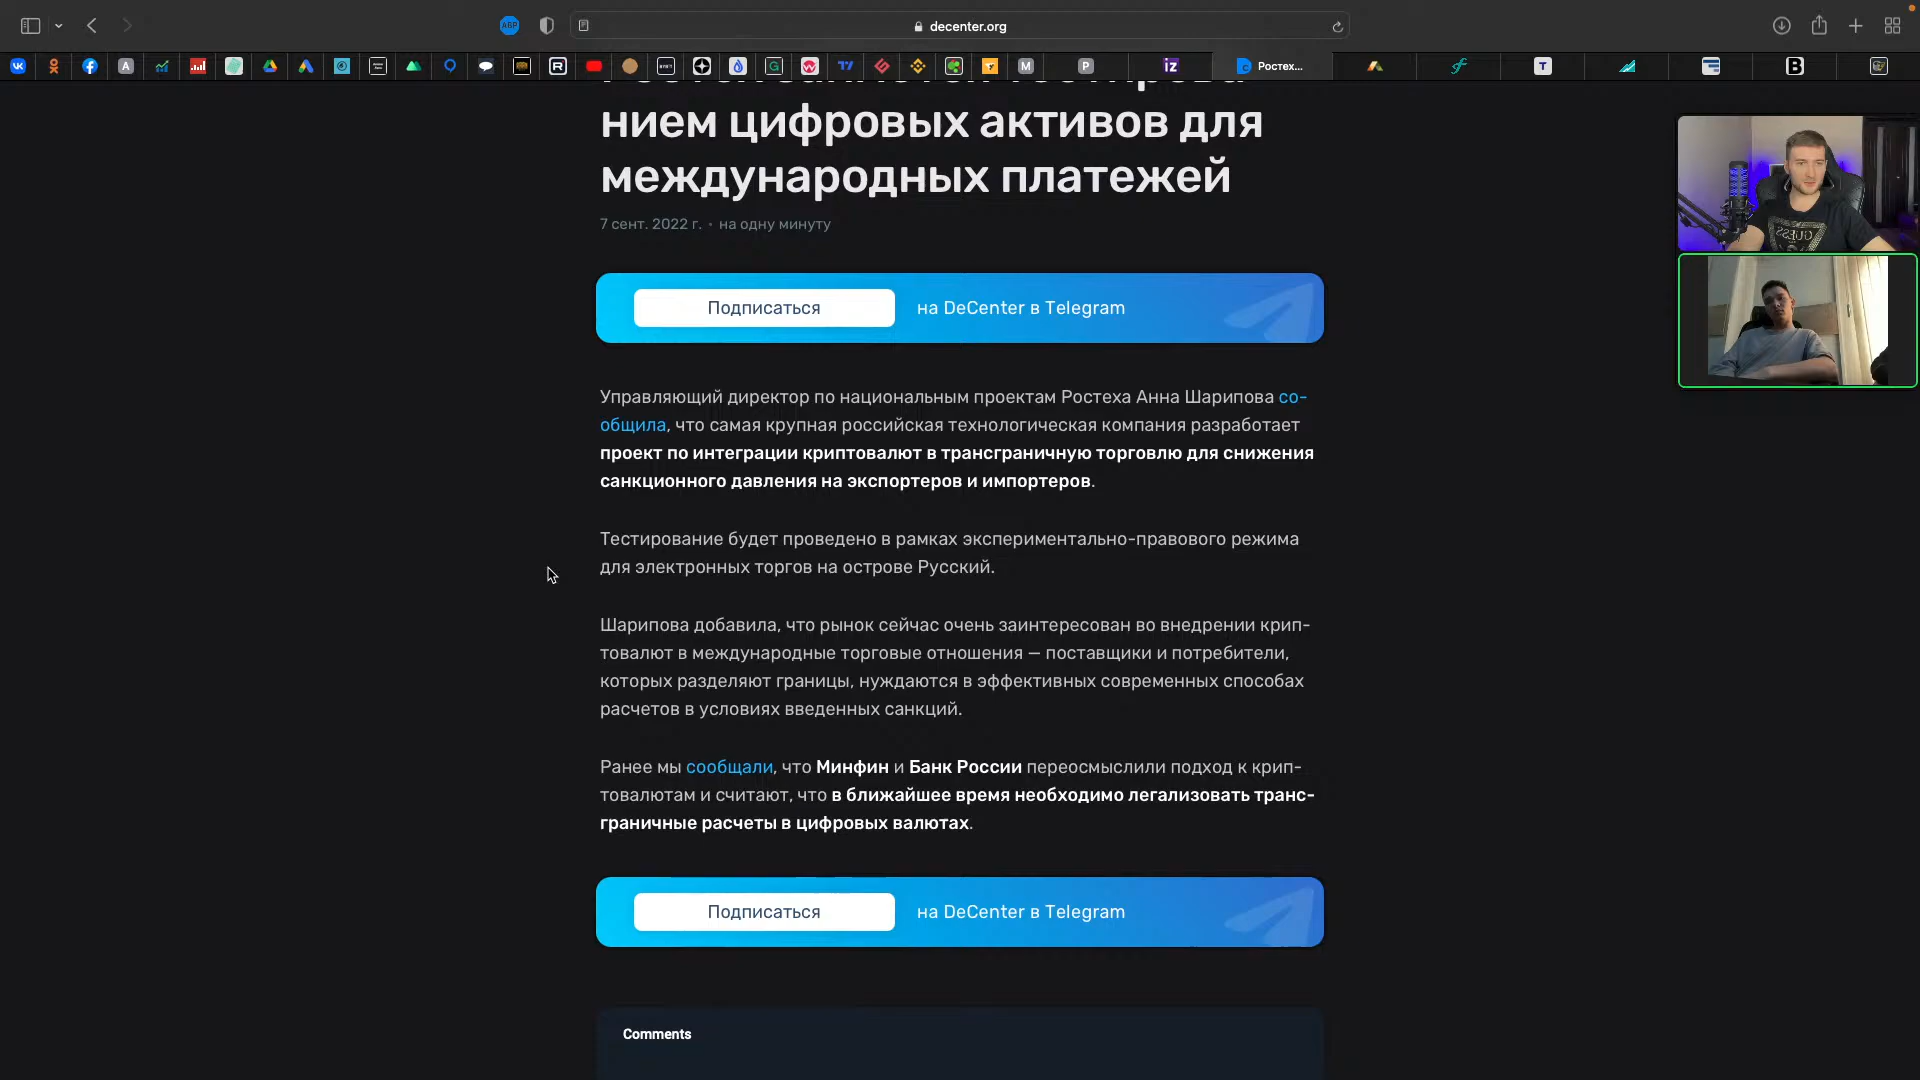 decenter.org
Ростех...
нием цифровых активов для
международных платежей
7 сент. 2022 г. • на одну минуту
Подписаться на DeCenter в Telegram
Управляющий директор по национальным проектам Ростеха Анна Шарипова со-
общила, что самая крупная российская технологическая компания разработает
проект по интеграции криптовалют в трансграничную торговлю для снижения
санкционного давления на экспортеров и импортеров.
Тестирование будет проведено в рамках экспериментально-правового режима
для электронных торгов на острове Русский.
Шарипова добавила, что рынок сейчас очень заинтересован во внедрении крип-
товалют в международные торговые отношения — поставщики и потребители,
которых разделяют границы, нуждаются в эффективных современных способах
расчетов в условиях введенных санкций.
Ранее мы сообщали, что Минфин и Банк России переосмыслили подход к крип-
товалютам и считают, что в ближайшее время необходимо легализовать транс-
граничные расчеты в цифровых валютах.
Подписаться на DeCenter в Telegram
Comments